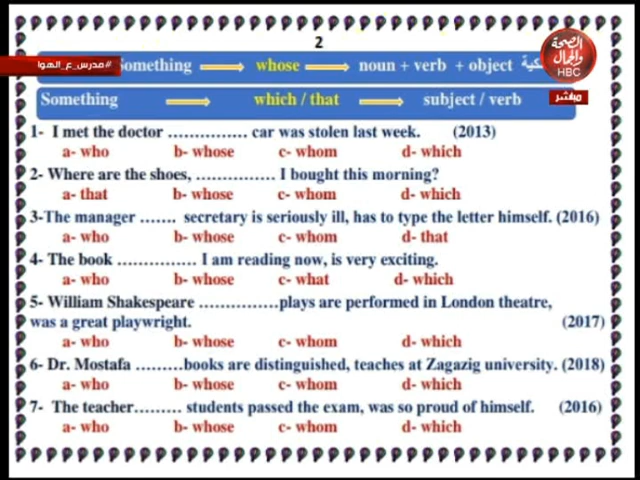 2
الصحة
والجمال
HBC
#مدرس_ع_الهوا
مباشر
Something whose noun + verb + object
Something which / that subject / verb
1- I met the doctor …………… car was stolen last week. (2013)
a- who b- whose c- whom d- which
2- Where are the shoes, …………… I bought this morning?
a- that b- whose c- whom d- which
3-The manager ....... secretary is seriously ill, has to type the letter himself. (2016)
a- who b- whose c- whom d- that
4- The book …………… I am reading now, is very exciting.
a- who b- whose c- what d- which
5- William Shakespeare ……………plays are performed in London theatre,
was a great playwright. (2017)
a- who b- whose c- whom d- which
6- Dr. Mostafa .........books are distinguished, teaches at Zagazig university. (2018)
a- who b- whose c- whom d- which
7- The teacher......... students passed the exam, was so proud of himself. (2016)
a- who b- whose c- whom d- which